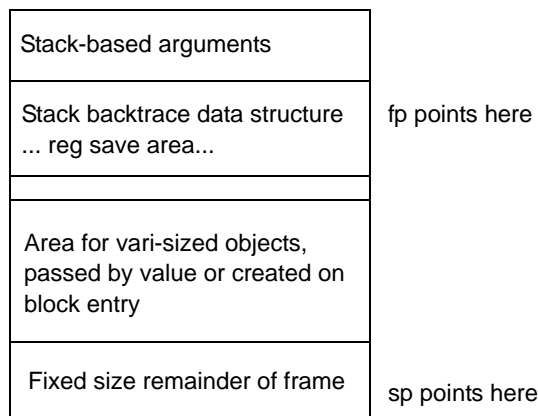 Stack-based arguments
Stack backtrace data structure
fp points here
... reg save area...
Area for vari-sized objects,
passed by value or created on
block entry
Fixed size remainder of frame
sp points here